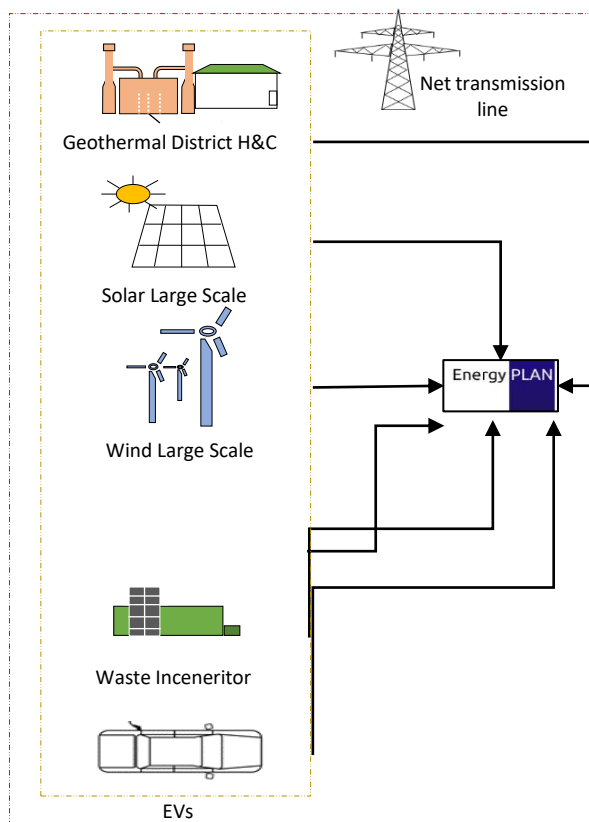 Net transmission
line
Geothermal District H&C
Solar Large Scale
Energy PLAN
Wind Large Scale
Waste Inceneritor
EVs